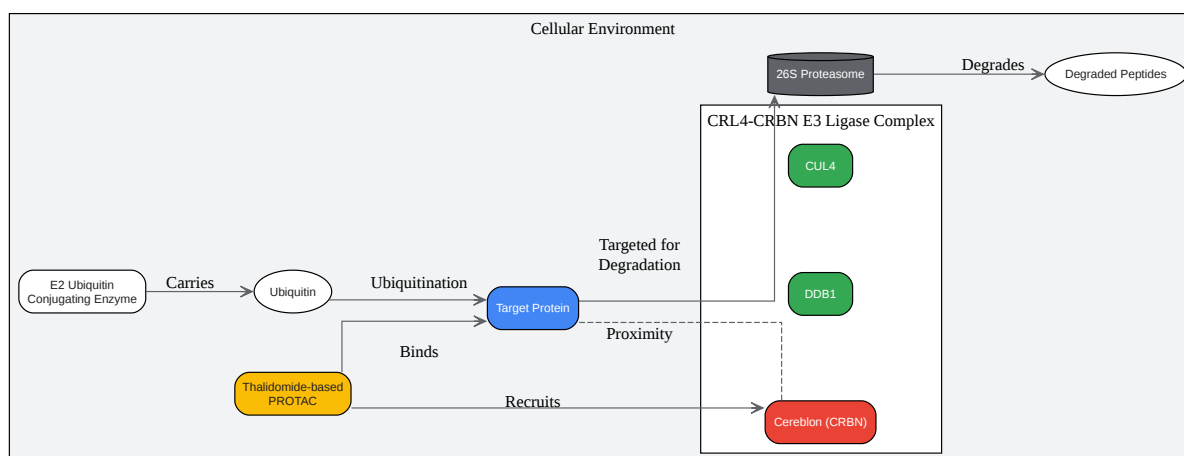 Cellular Environment
26S Proteasome
Degrades
Degraded Peptides
CRL4-CRBN E3 Ligase Complex
CUL4
Targeted for
Degradation
E2 Ubiquitin
Conjugating Enzyme
Carries
Ubiquitin
Ubiquitination
Target Protein
DDB1
Proximity
Binds
Thalidomide-based
PROTAC
Recruits
Cereblon (CRBN)